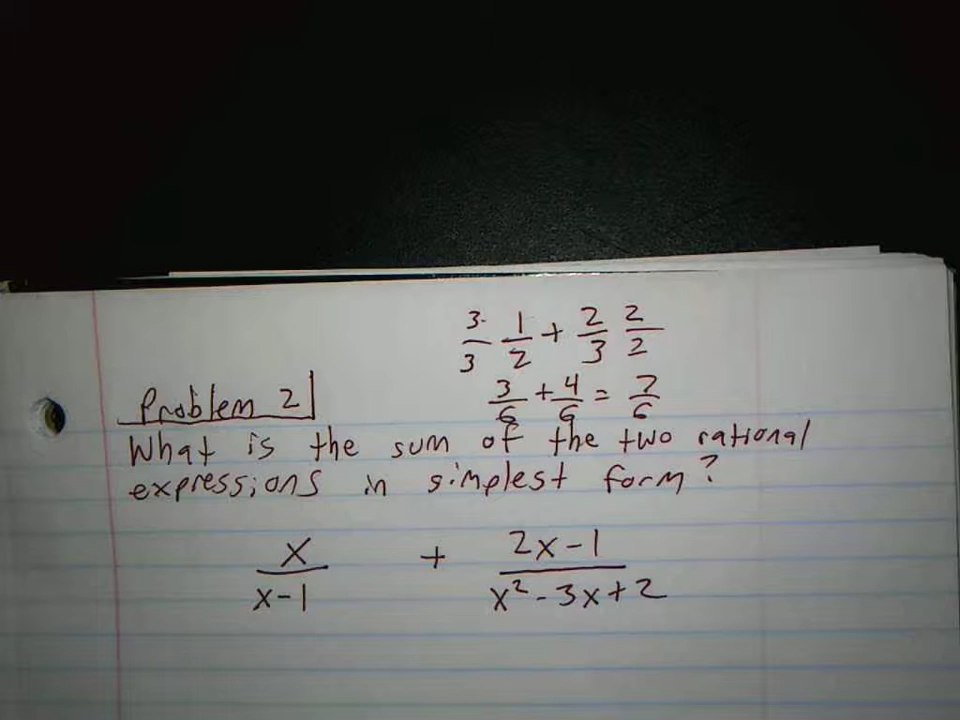 3/3 · 1/2 + 2/3 2/2
3/6 + 4/6 = 7/6
Problem 2
What is the sum of the two rational
expressions in simplest form?
x/(x-1) + (2x-1)/(x²-3x+2)